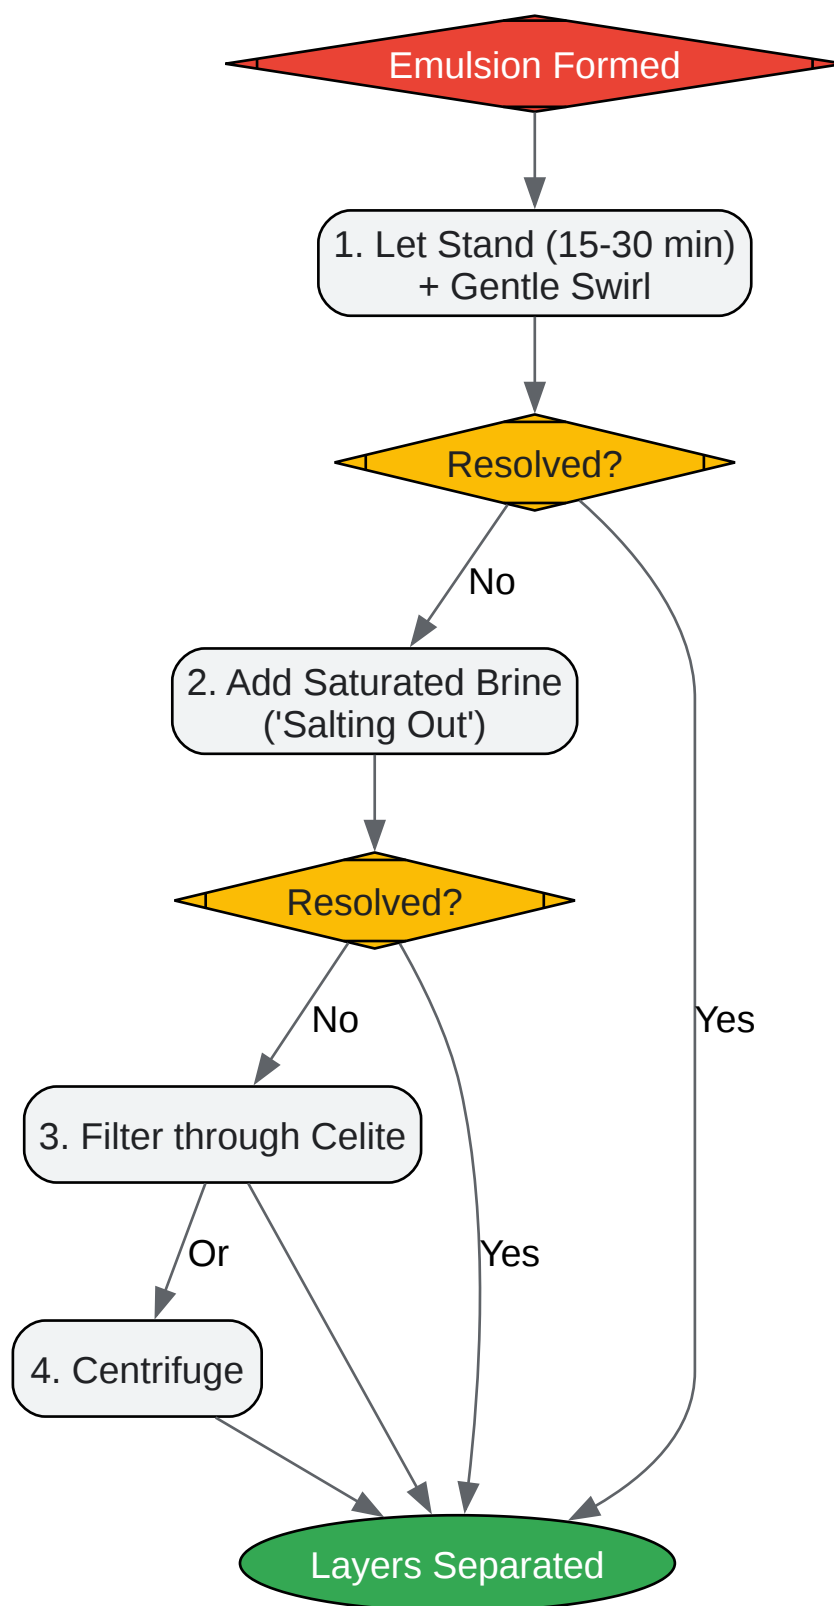 Emulsion Formed
1. Let Stand (15-30 min)
+ Gentle Swirl
Resolved?
No
2. Add Saturated Brine
('Salting Out')
Resolved?
No
Yes
3. Filter through Celite
Or
Yes
4. Centrifuge
Layers Separated